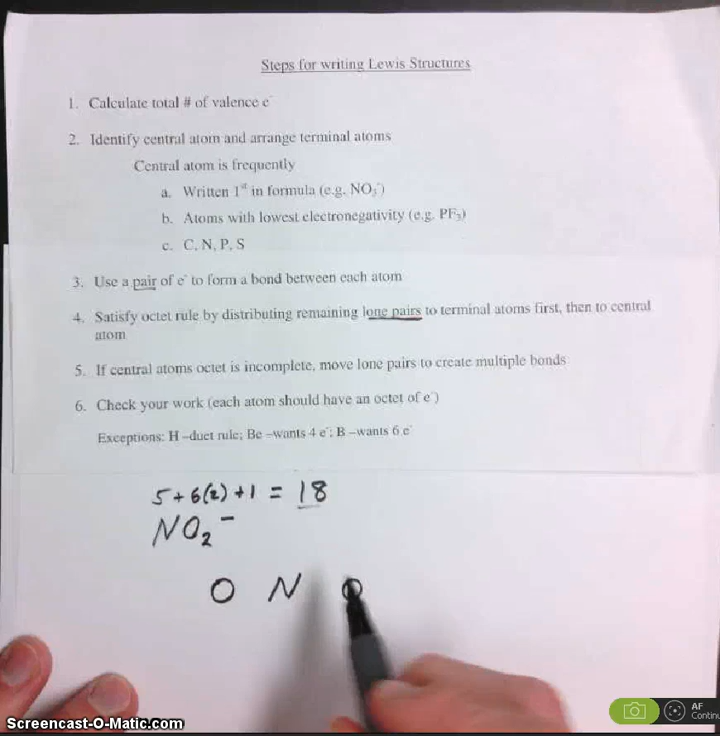 Steps for writing Lewis Structures
1. Calculate total # of valence e⁻
2. Identify central atom and arrange terminal atoms
Central atom is frequently
a. Written 1st in formula (e.g. NO₃⁻)
b. Atoms with lowest electronegativity (e.g. PF₃)
c. C, N, P, S
3. Use a pair of e⁻ to form a bond between each atom
4. Satisfy octet rule by distributing remaining lone pairs to terminal atoms first, then to central
atom
5. If central atoms octet is incomplete, move lone pairs to create multiple bonds
6. Check your work (each atom should have an octet of e⁻)
Exceptions: H –duet rule; Be –wants 4 e⁻; B –wants 6 e⁻
5+6(2)+1 = 18
NO₂⁻
O N O
AF
Continu
Screencast-O-Matic.com